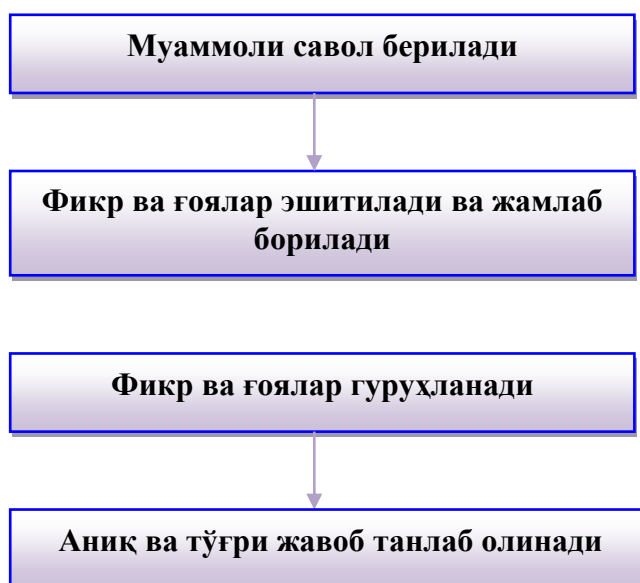 Муаммоли савол берилади
Фикр ва ғоялар эшитилади ва жамлаб
борилади
Фикр ва ғоялар гуруҳланади
Аниқ ва тўғри жавоб танлаб олинади